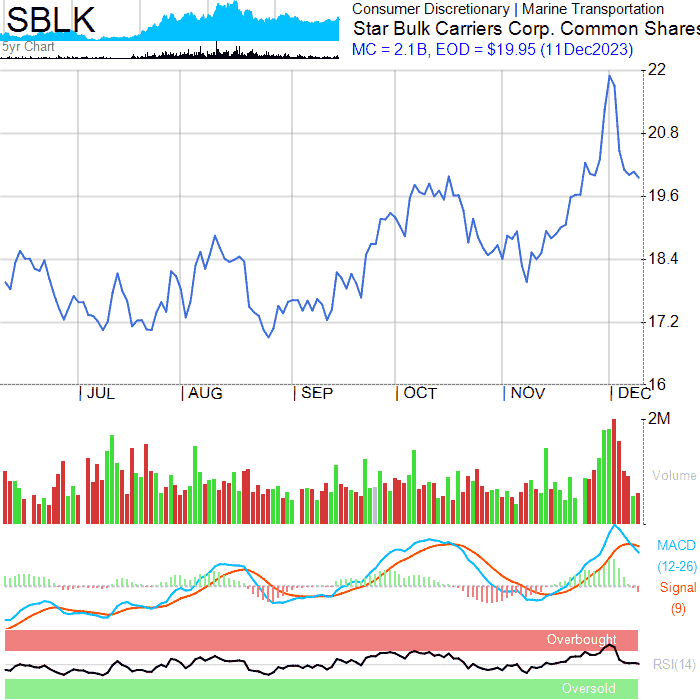 SBLK
5yr Chart
Consumer Discretionary | Marine Transportation
Star Bulk Carriers Corp. Common Shares
MC = 2.1B, EOD = $19.95 (11Dec2023)
22
20.8
19.6
18.4
17.2
16
| JUL
| AUG
| SEP
| OCT
| NOV
| DEC
2M
Volume
MACD
(12-26)
Signal
(9)
Overbought
RSI(14)
Oversold